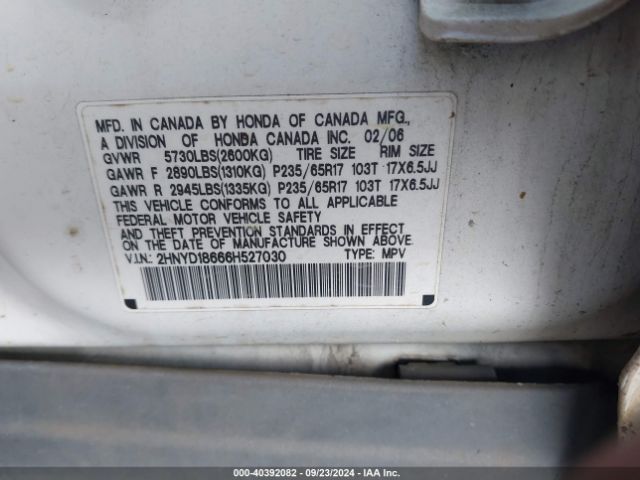 MFD. IN CANADA BY HONDA OF CANADA MFG.,
A DIVISION OF HONDA CANADA INC. 02/06
GVWR 5730LBS(2600KG) TIRE SIZE RIM SIZE
GAWR F 2890LBS(1310KG) P235/65R17 103T 17X6.5JJ
GAWR R 2945LBS(1335KG) P235/65R17 103T 17X6.5JJ
THIS VEHICLE CONFORMS TO ALL APPLICABLE
FEDERAL MOTOR VEHICLE SAFETY
AND THEFT PREVENTION STANDARDS IN EFFECT
ON THE DATE OF MANUFACTURE SHOWN ABOVE.
V.I.N.: 2HNYD18666H527030 TYPE: MPV
000-40392082 - 09/23/2024 - IAA Inc.